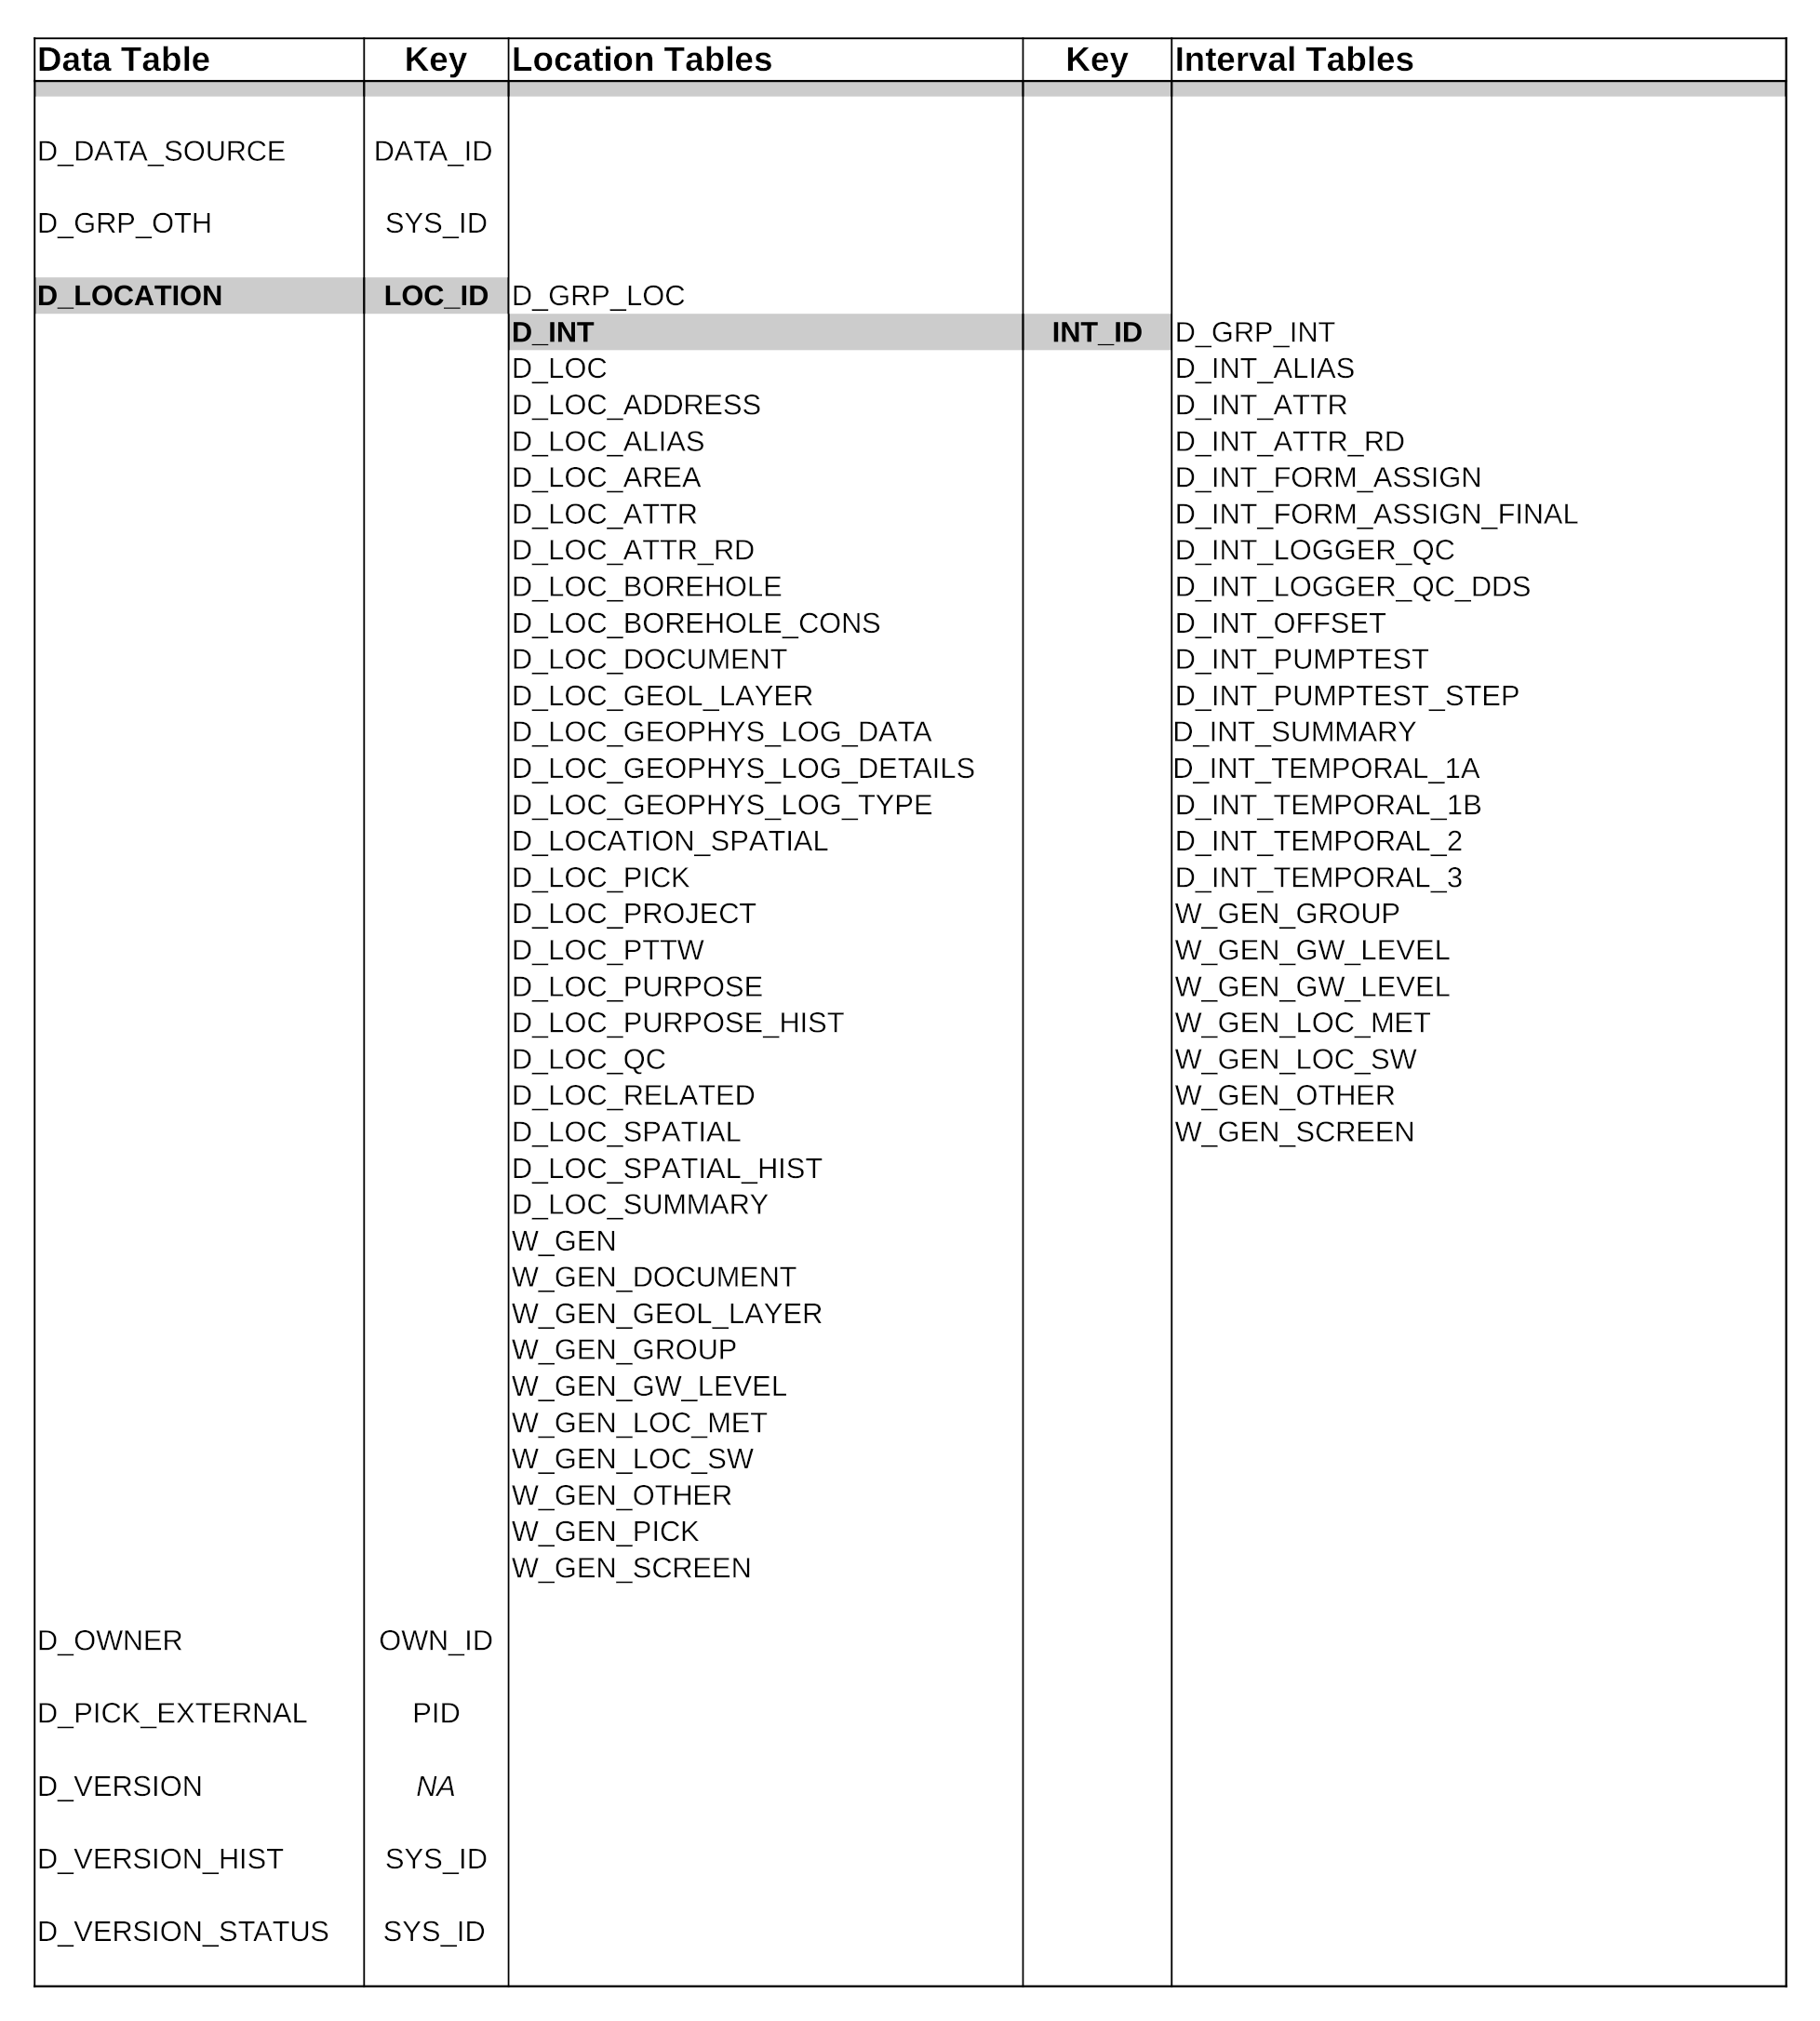 Data Table Key Location Tables Key Interval Tables
D_DATA_SOURCE DATA_ID
D_GRP_OTH SYS_ID
D_LOCATION LOC_ID D_GRP_LOC
D_INT INT_ID D_GRP_INT
D_LOC D_INT_ALIAS
D_LOC_ADDRESS D_INT_ATTR
D_LOC_ALIAS D_INT_ATTR_RD
D_LOC_AREA D_INT_FORM_ASSIGN
D_LOC_ATTR D_INT_FORM_ASSIGN_FINAL
D_LOC_ATTR_RD D_INT_LOGGER_QC
D_LOC_BOREHOLE D_INT_LOGGER_QC_DDS
D_LOC_BOREHOLE_CONS D_INT_OFFSET
D_LOC_DOCUMENT D_INT_PUMPTEST
D_LOC_GEOL_LAYER D_INT_PUMPTEST_STEP
D_LOC_GEOPHYS_LOG_DATA D_INT_SUMMARY
D_LOC_GEOPHYS_LOG_DETAILS D_INT_TEMPORAL_1A
D_LOC_GEOPHYS_LOG_TYPE D_INT_TEMPORAL_1B
D_LOCATION_SPATIAL D_INT_TEMPORAL_2
D_LOC_PICK D_INT_TEMPORAL_3
D_LOC_PROJECT W_GEN_GROUP
D_LOC_PTTW W_GEN_GW_LEVEL
D_LOC_PURPOSE W_GEN_GW_LEVEL
D_LOC_PURPOSE_HIST W_GEN_LOC_MET
D_LOC_QC W_GEN_LOC_SW
D_LOC_RELATED W_GEN_OTHER
D_LOC_SPATIAL W_GEN_SCREEN
D_LOC_SPATIAL_HIST
D_LOC_SUMMARY
W_GEN
W_GEN_DOCUMENT
W_GEN_GEOL_LAYER
W_GEN_GROUP
W_GEN_GW_LEVEL
W_GEN_LOC_MET
W_GEN_LOC_SW
W_GEN_OTHER
W_GEN_PICK
W_GEN_SCREEN
D_OWNER OWN_ID
D_PICK_EXTERNAL PID
D_VERSION NA
D_VERSION_HIST SYS_ID
D_VERSION_STATUS SYS_ID